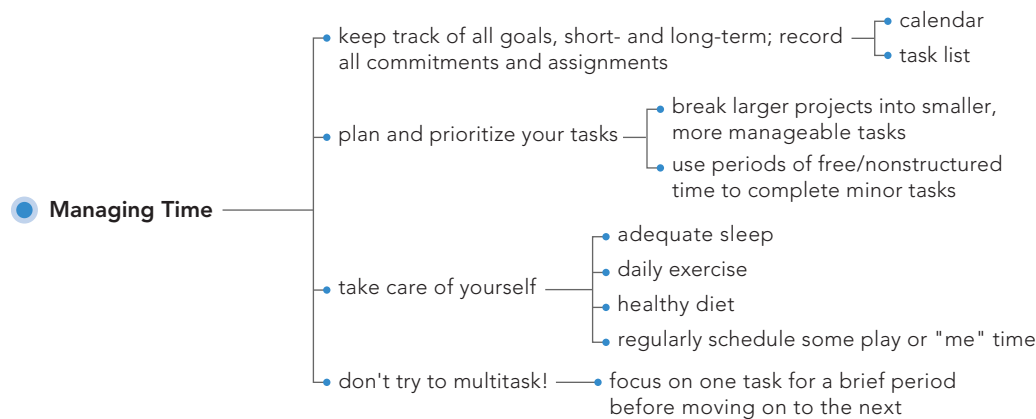 Managing Time
keep track of all goals, short- and long-term; record
all commitments and assignments
calendar
task list
plan and prioritize your tasks
break larger projects into smaller,
more manageable tasks
use periods of free/nonstructured
time to complete minor tasks
take care of yourself
adequate sleep
daily exercise
healthy diet
regularly schedule some play or "me" time
don't try to multitask!
focus on one task for a brief period
before moving on to the next